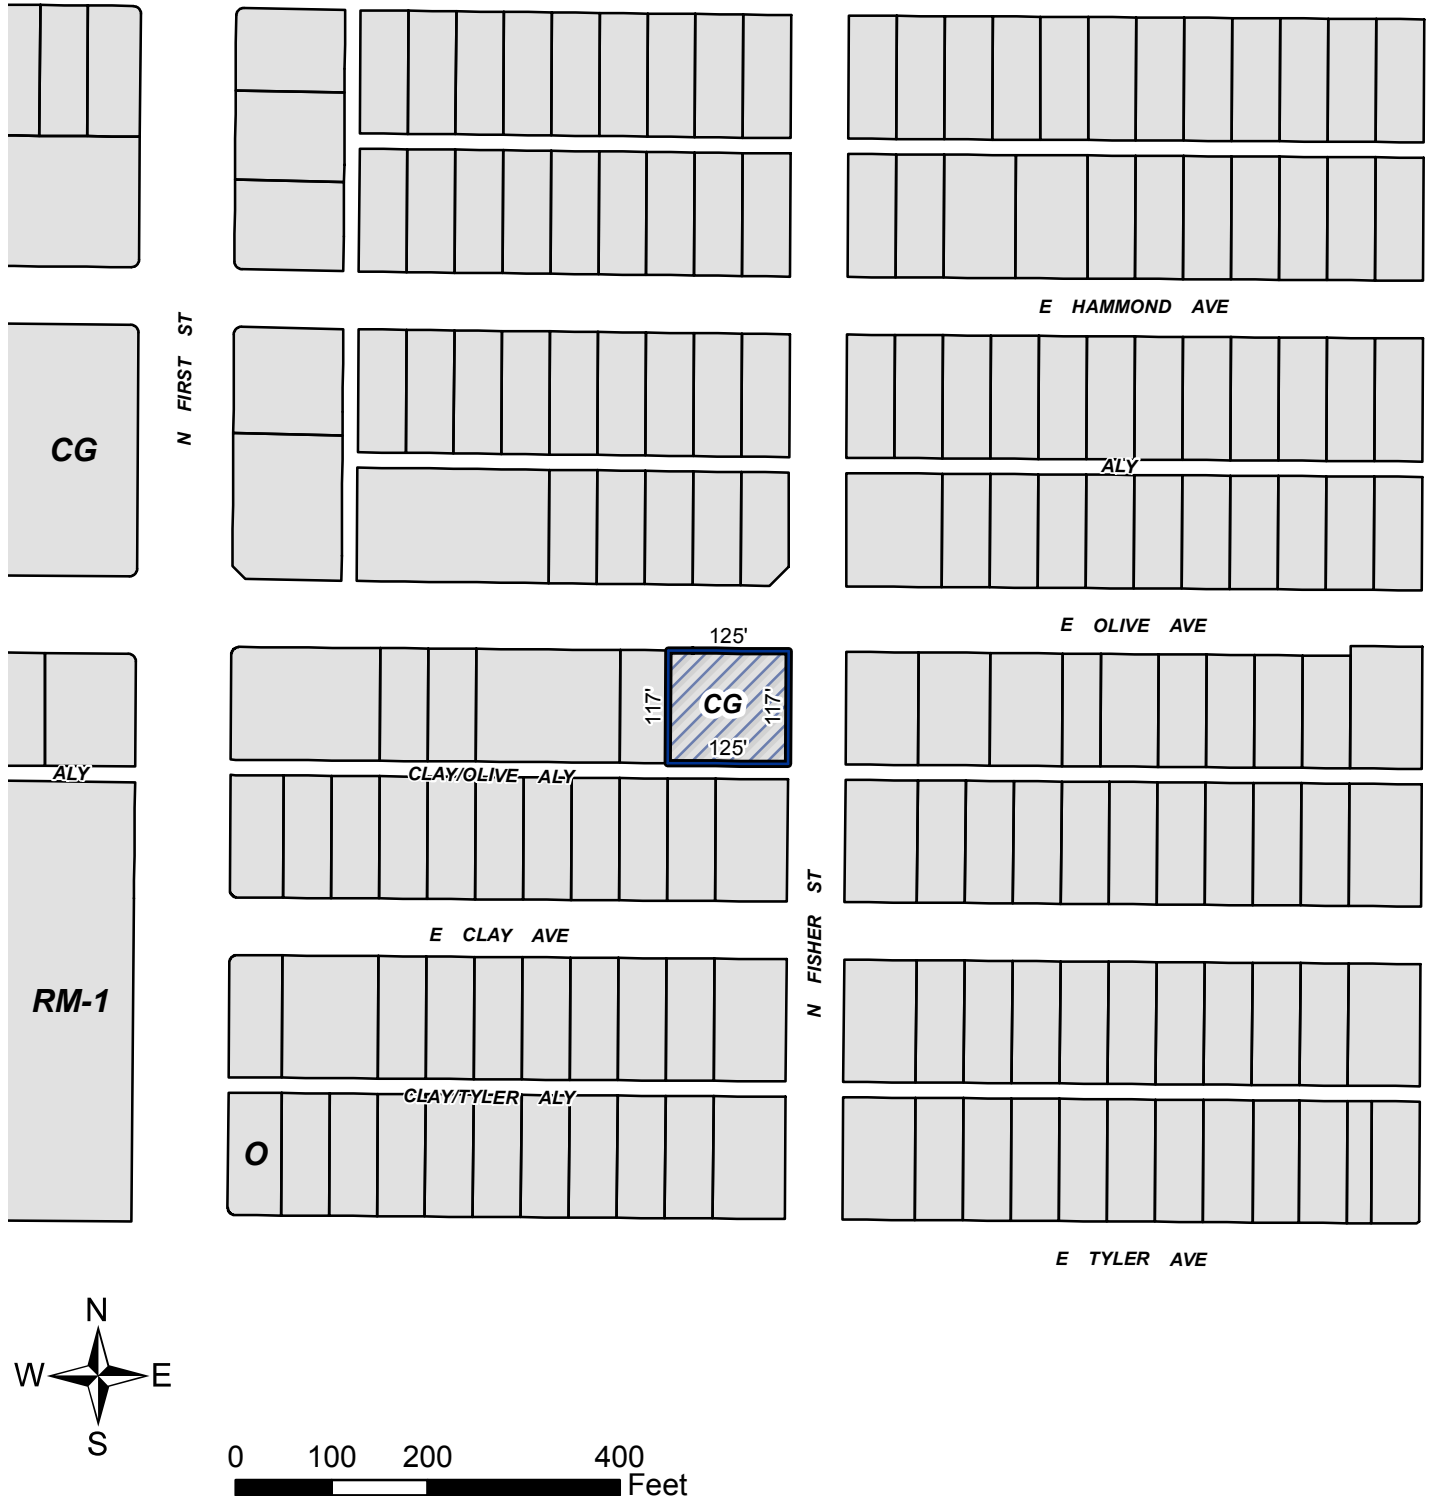 E HAMMOND AVE
N FIRST ST
CG
ALY
E OLIVE AVE
125'
117'
CG
117'
125'
ALY
CLAY/OLIVE ALY
N FISHER ST
E CLAY AVE
RM-1
CLAY/TYLER ALY
O
E TYLER AVE
N
W E
S
0 100 200 400
Feet